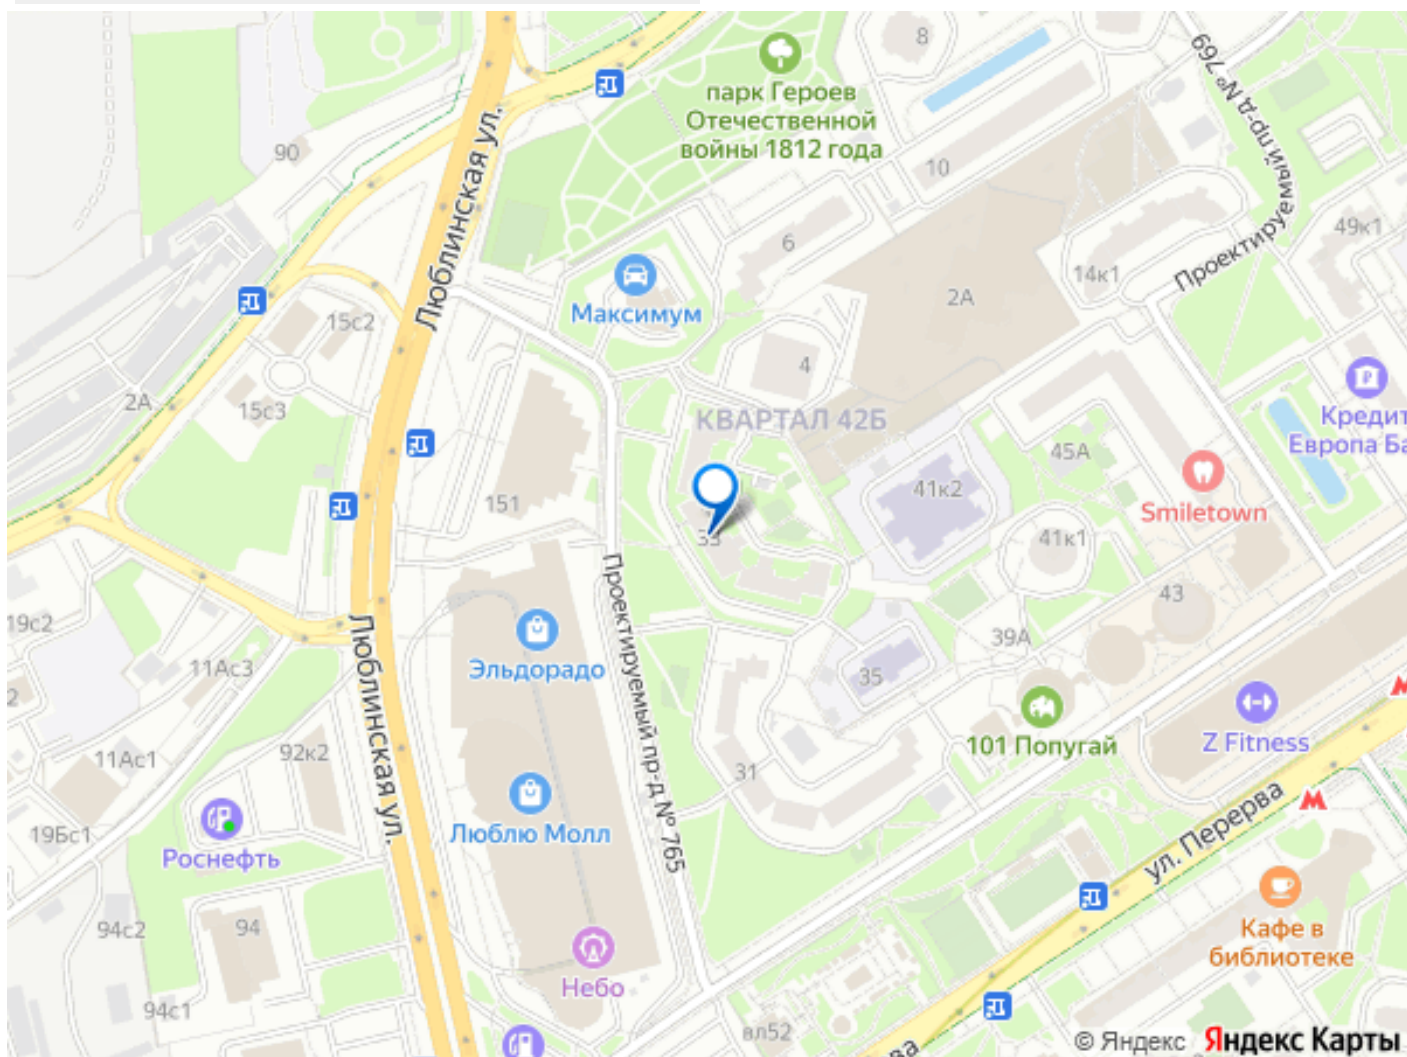 8
парк Героев
Отечественной
войны 1812 года
Проектируемый пр-д № 769
90
Люблинская ул.
10
49к1
6
14к1
Максимум
2А
15с2
4
2А
15с3
КВАРТАЛ 42Б
Кредит
Европа Ба
45А
41к2
151
Smiletown
33
41к1
Проектируемый пр-д № 765
43
19с2
Люблинская ул.
39А
11Ас3
Эльдорадо
35
101 Попугай
Z Fitness
11Ас1
92к2
31
ул. Перерва
19Бс1
Люблю Молл
Роснефть
94с2
94
Кафе в
библиотеке
Небо
94с1
вл52
ва
© Яндекс Яндекс Карты